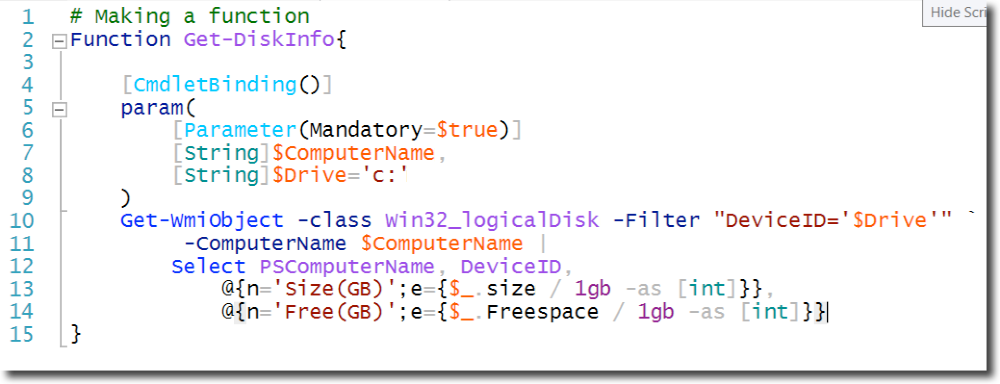 Hide Scri
1 # Making a function
2 Function Get-DiskInfo{
3
4     [CmdletBinding()]
5     param(
6         [Parameter(Mandatory=$true)]
7         [String]$ComputerName,
8         [String]$Drive='c:'
9     )
10     Get-WmiObject -class Win32_logicalDisk -Filter "DeviceID='$Drive'" `
11          -ComputerName $ComputerName |
12         Select PSComputerName, DeviceID,
13             @{n='Size(GB)';e={$_.size / 1gb -as [int]}},
14             @{n='Free(GB)';e={$_.Freespace / 1gb -as [int]}}
15 }